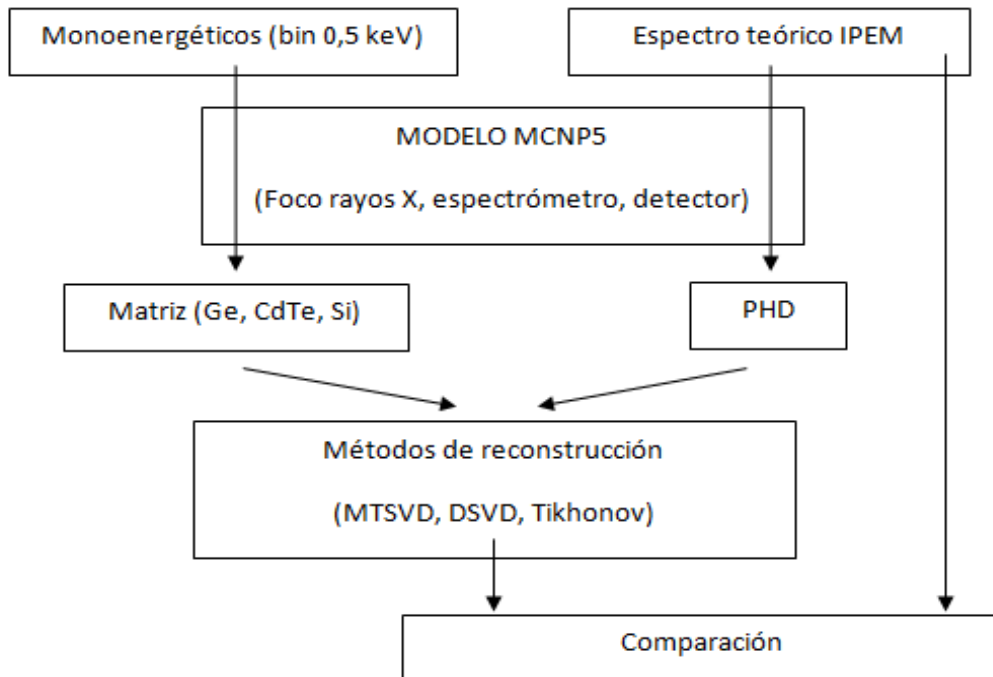 Monoenergéticos (bin 0,5 keV)
Espectro teórico IPEM
MODELO MCNP5
(Foco rayos X, espectrómetro, detector)
Matriz (Ge, CdTe, Si)
PHD
Métodos de reconstrucción
(MTSVD, DSVD, Tikhonov)
Comparación